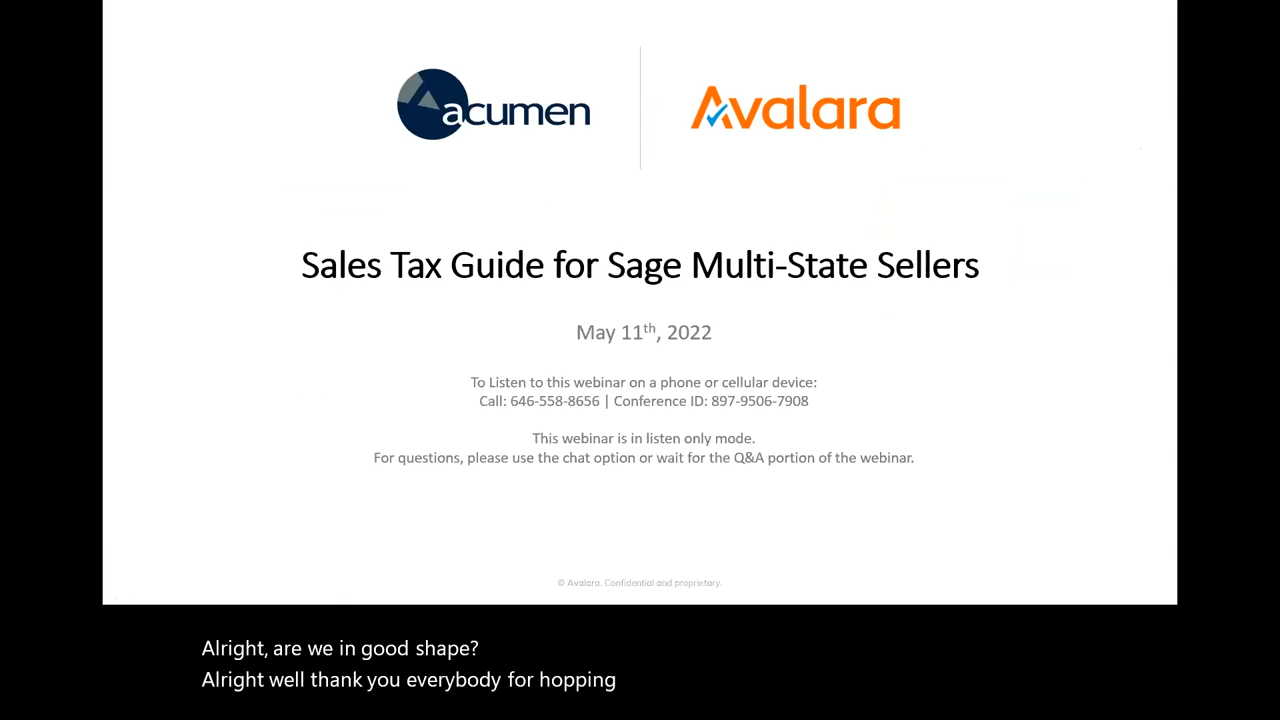 acumen
Avalara
Sales Tax Guide for Sage Multi-State Sellers
May 11th, 2022
To Listen to this webinar on a phone or cellular device:
Call: 646-558-8656 | Conference ID: 897-9506-7908
This webinar is in listen only mode.
For questions, please use the chat option or wait for the Q&A portion of the webinar.
© Avalara. Confidential and proprietary.
Alright, are we in good shape?
Alright well thank you everybody for hopping